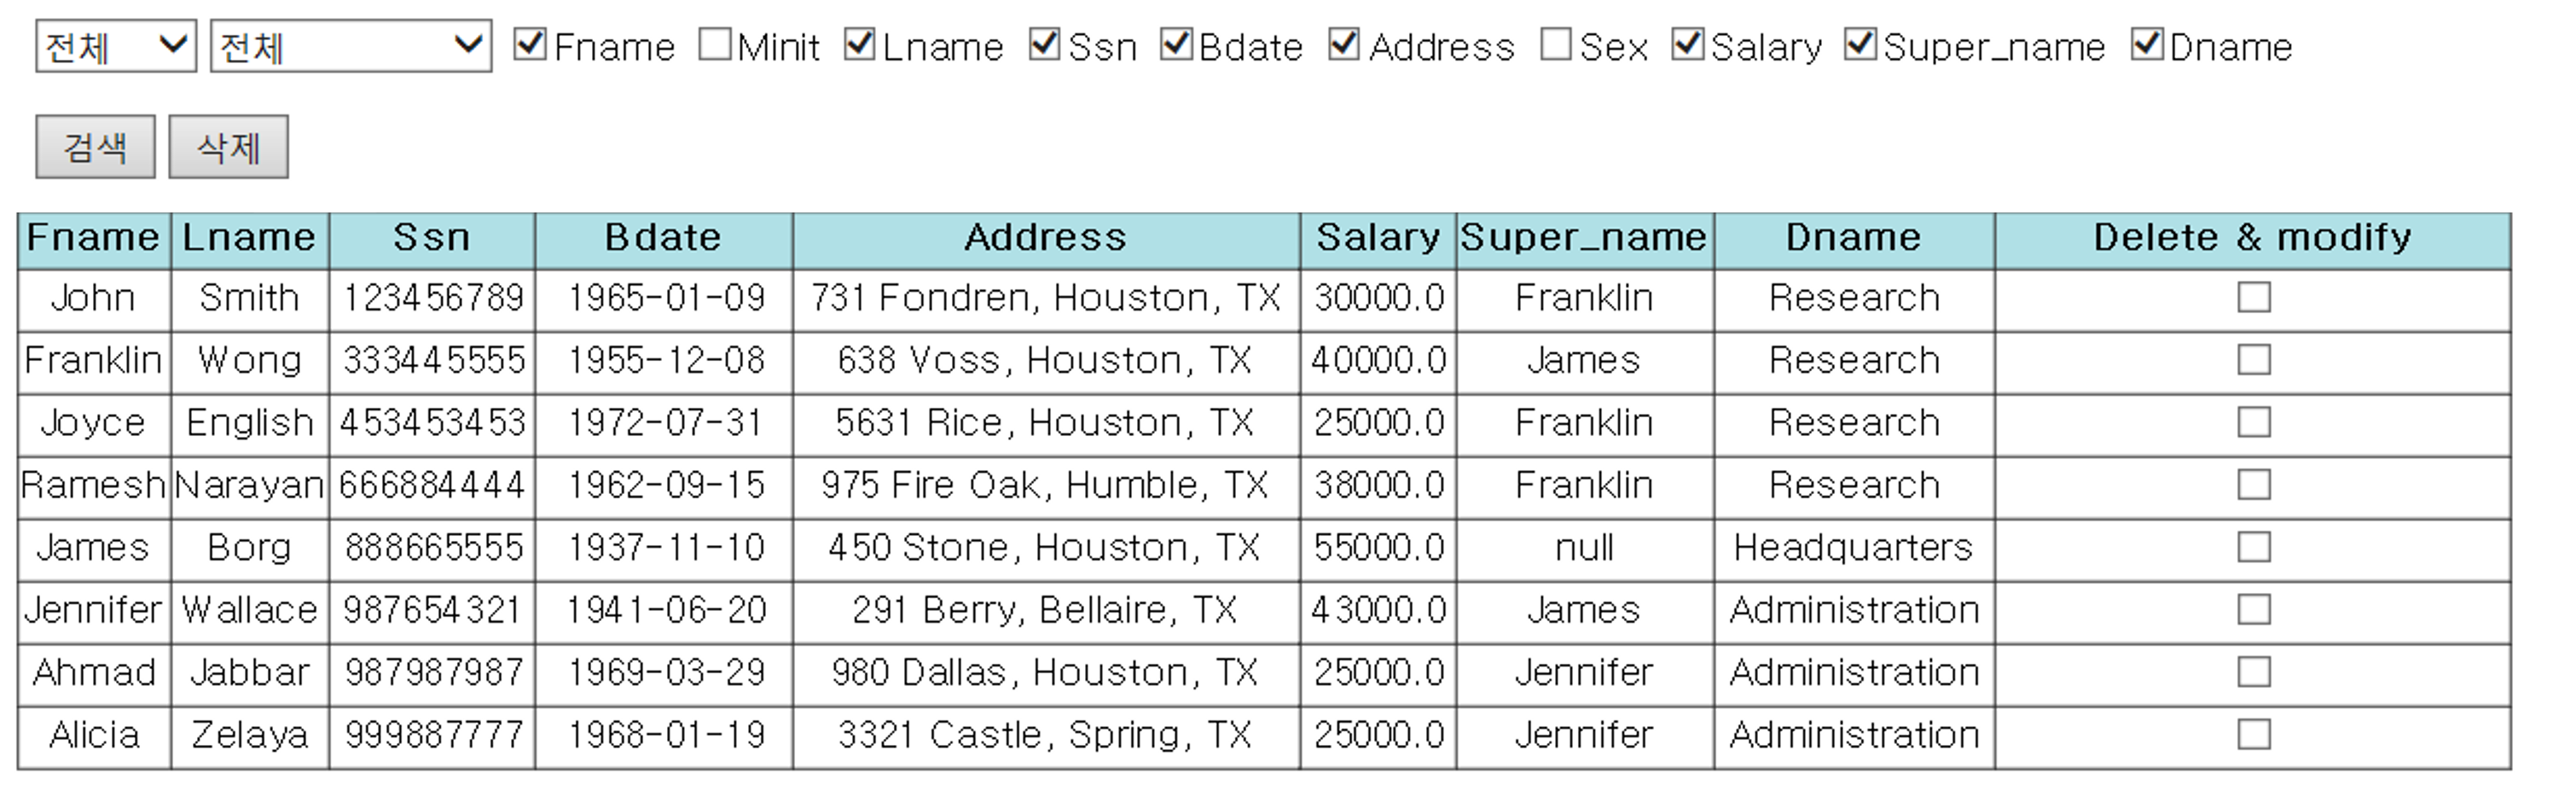 전체 전체 Fname Minit Lname Ssn Bdate Address Sex Salary Super_name Dname
검색 삭제
Fname Lname Ssn Bdate Address Salary Super_name Dname Delete & modify
John Smith 123456789 1965-01-09 731 Fondren, Houston, TX 30000.0 Franklin Research
Franklin Wong 333445555 1955-12-08 638 Voss, Houston, TX 40000.0 James Research
Joyce English 453453453 1972-07-31 5631 Rice, Houston, TX 25000.0 Franklin Research
Ramesh Narayan 666884444 1962-09-15 975 Fire Oak, Humble, TX 38000.0 Franklin Research
James Borg 888665555 1937-11-10 450 Stone, Houston, TX 55000.0 null Headquarters
Jennifer Wallace 987654321 1941-06-20 291 Berry, Bellaire, TX 43000.0 James Administration
Ahmad Jabbar 987987987 1969-03-29 980 Dallas, Houston, TX 25000.0 Jennifer Administration
Alicia Zelaya 999887777 1968-01-19 3321 Castle, Spring, TX 25000.0 Jennifer Administration